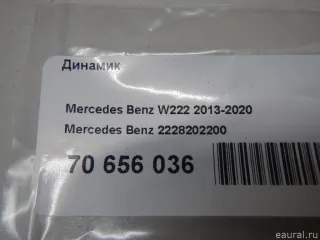 Динамик
Mercedes Benz W222 2013-2020
Mercedes Benz 2228202200
70 656 036
eaural.ru